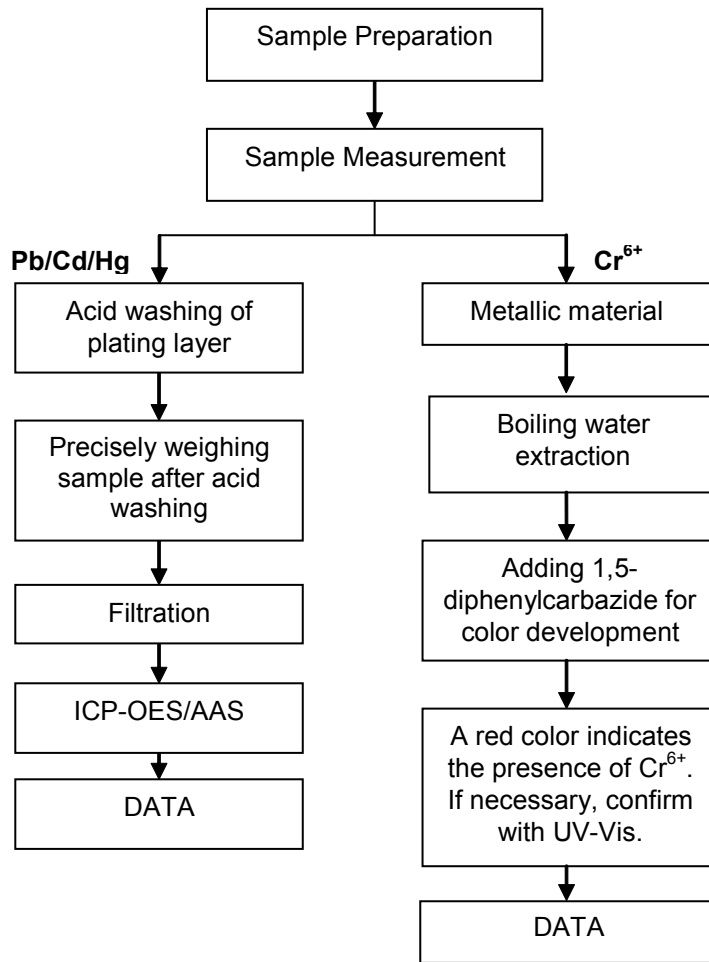 Sample Preparation
Sample Measurement
Pb/Cd/Hg
Acid washing of
plating layer
Precisely weighing
sample after acid
washing
Filtration
ICP-OES/AAS
DATA
Cr⁶⁺
Metallic material
Boiling water
extraction
Adding 1,5-
diphenylcarbazide for
color development
A red color indicates
the presence of Cr⁶⁺.
If necessary, confirm
with UV-Vis.
DATA